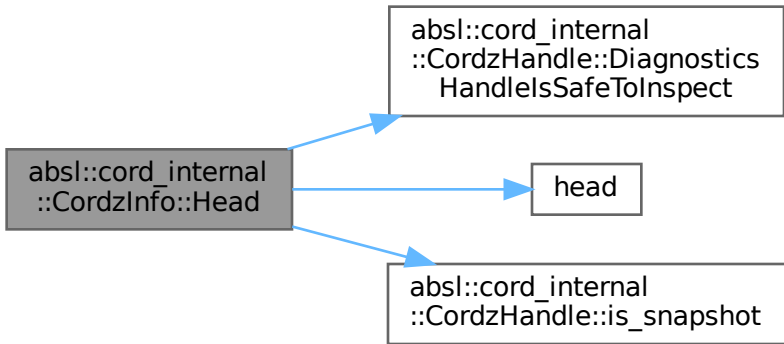 absl::cord_internal
::CordzInfo::Head
absl::cord_internal
::CordzHandle::Diagnostics
HandleIsSafeToInspect
head
absl::cord_internal
::CordzHandle::is_snapshot